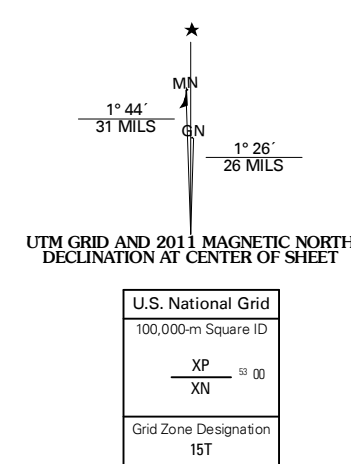 MN
1° 44´
31 MILS
GN
1° 26´
26 MILS
UTM GRID AND 2011 MAGNETIC NORTH
DECLINATION AT CENTER OF SHEET
U.S. National Grid
100,000-m Square ID
XP
53 00
XN
Grid Zone Designation
15T